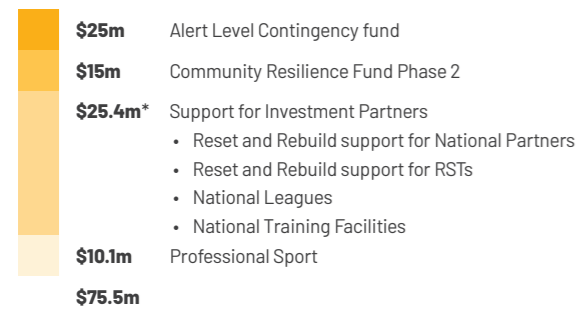 $25m Alert Level Contingency fund
$15m Community Resilience Fund Phase 2
$25.4m* Support for Investment Partners
• Reset and Rebuild support for National Partners
• Reset and Rebuild support for RSTs
• National Leagues
• National Training Facilities
$10.1m Professional Sport
$75.5m